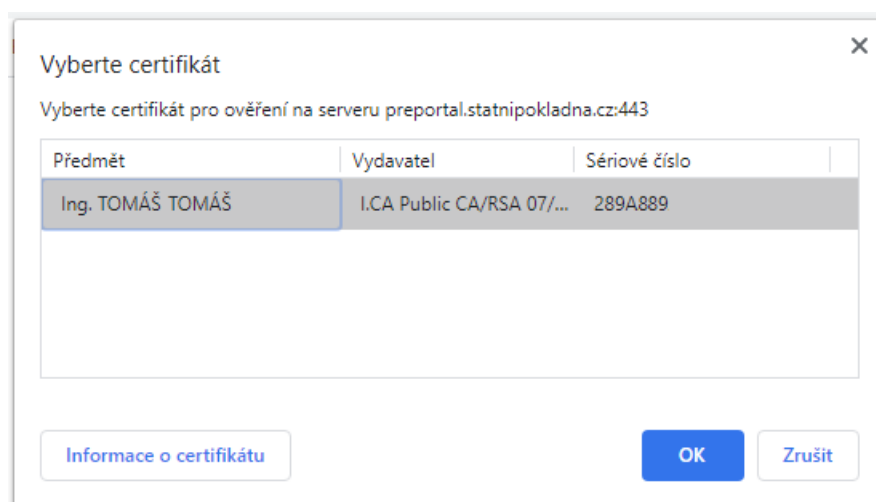 Vyberte certifikát
Vyberte certifikát pro ověření na serveru preportal.statnipokladna.cz:443
Předmět Vydavatel Sériové číslo
Ing. TOMÁŠ TOMÁŠ I.CA Public CA/RSA 07/... 289A889
Informace o certifikátu OK Zrušit